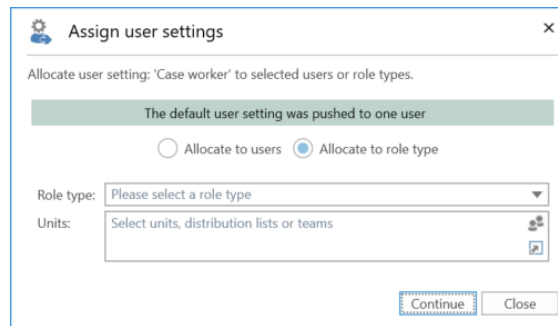 Assign user settings
Allocate user setting: 'Case worker' to selected users or role types.
The default user setting was pushed to one user
Allocate to users Allocate to role type
Role type: Please select a role type
Units: Select units, distribution lists or teams
Continue Close